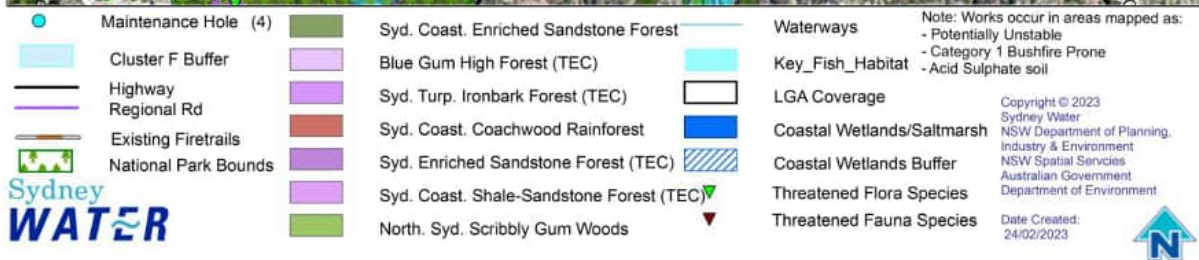 Maintenance Hole (4)
Cluster F Buffer
Highway
Regional Rd
Existing Firetrails
National Park Bounds
Sydney
WATER
Syd. Coast. Enriched Sandstone Forest
Blue Gum High Forest (TEC)
Syd. Turp. Ironbark Forest (TEC)
Syd. Coast. Coachwood Rainforest
Syd. Enriched Sandstone Forest (TEC)
Syd. Coast. Shale-Sandstone Forest (TEC)
North. Syd. Scribbly Gum Woods
Waterways
Key_Fish_Habitat
LGA Coverage
Coastal Wetlands/Saltmarsh
Coastal Wetlands Buffer
Threatened Flora Species
Threatened Fauna Species
Note: Works occur in areas mapped as:
- Potentially Unstable
- Category 1 Bushfire Prone
- Acid Sulphate soil
Copyright © 2023
Sydney Water
NSW Department of Planning,
Industry & Environment
NSW Spatial Servcies
Australian Government
Department of Environment
Date Created:
24/02/2023
N